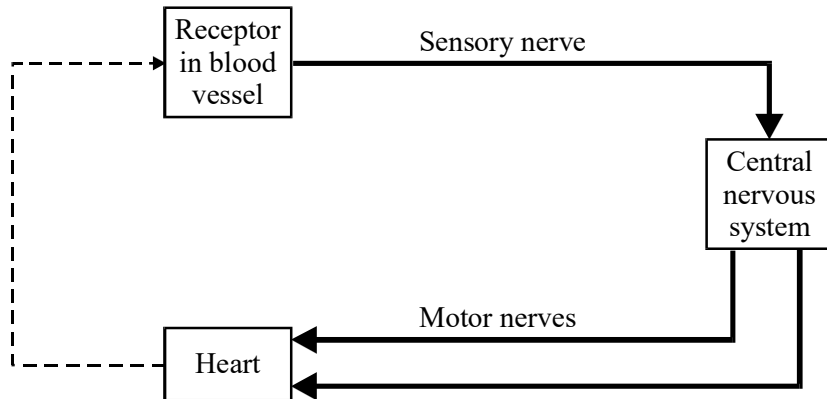 Receptor
in blood
vessel
Sensory nerve
Central
nervous
system
Motor nerves
Heart